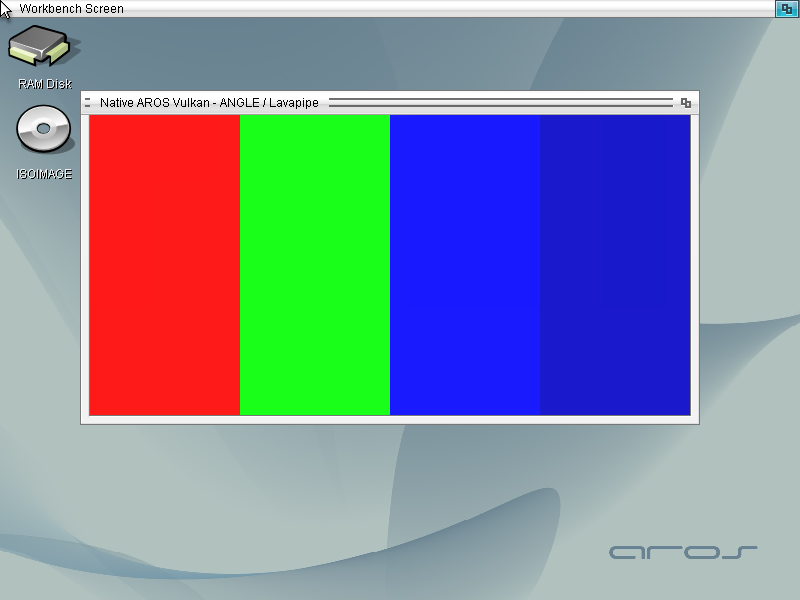 Workbench Screen
RAM Disk
Native AROS Vulkan - ANGLE / Lavapipe
ISOIMAGE
aros